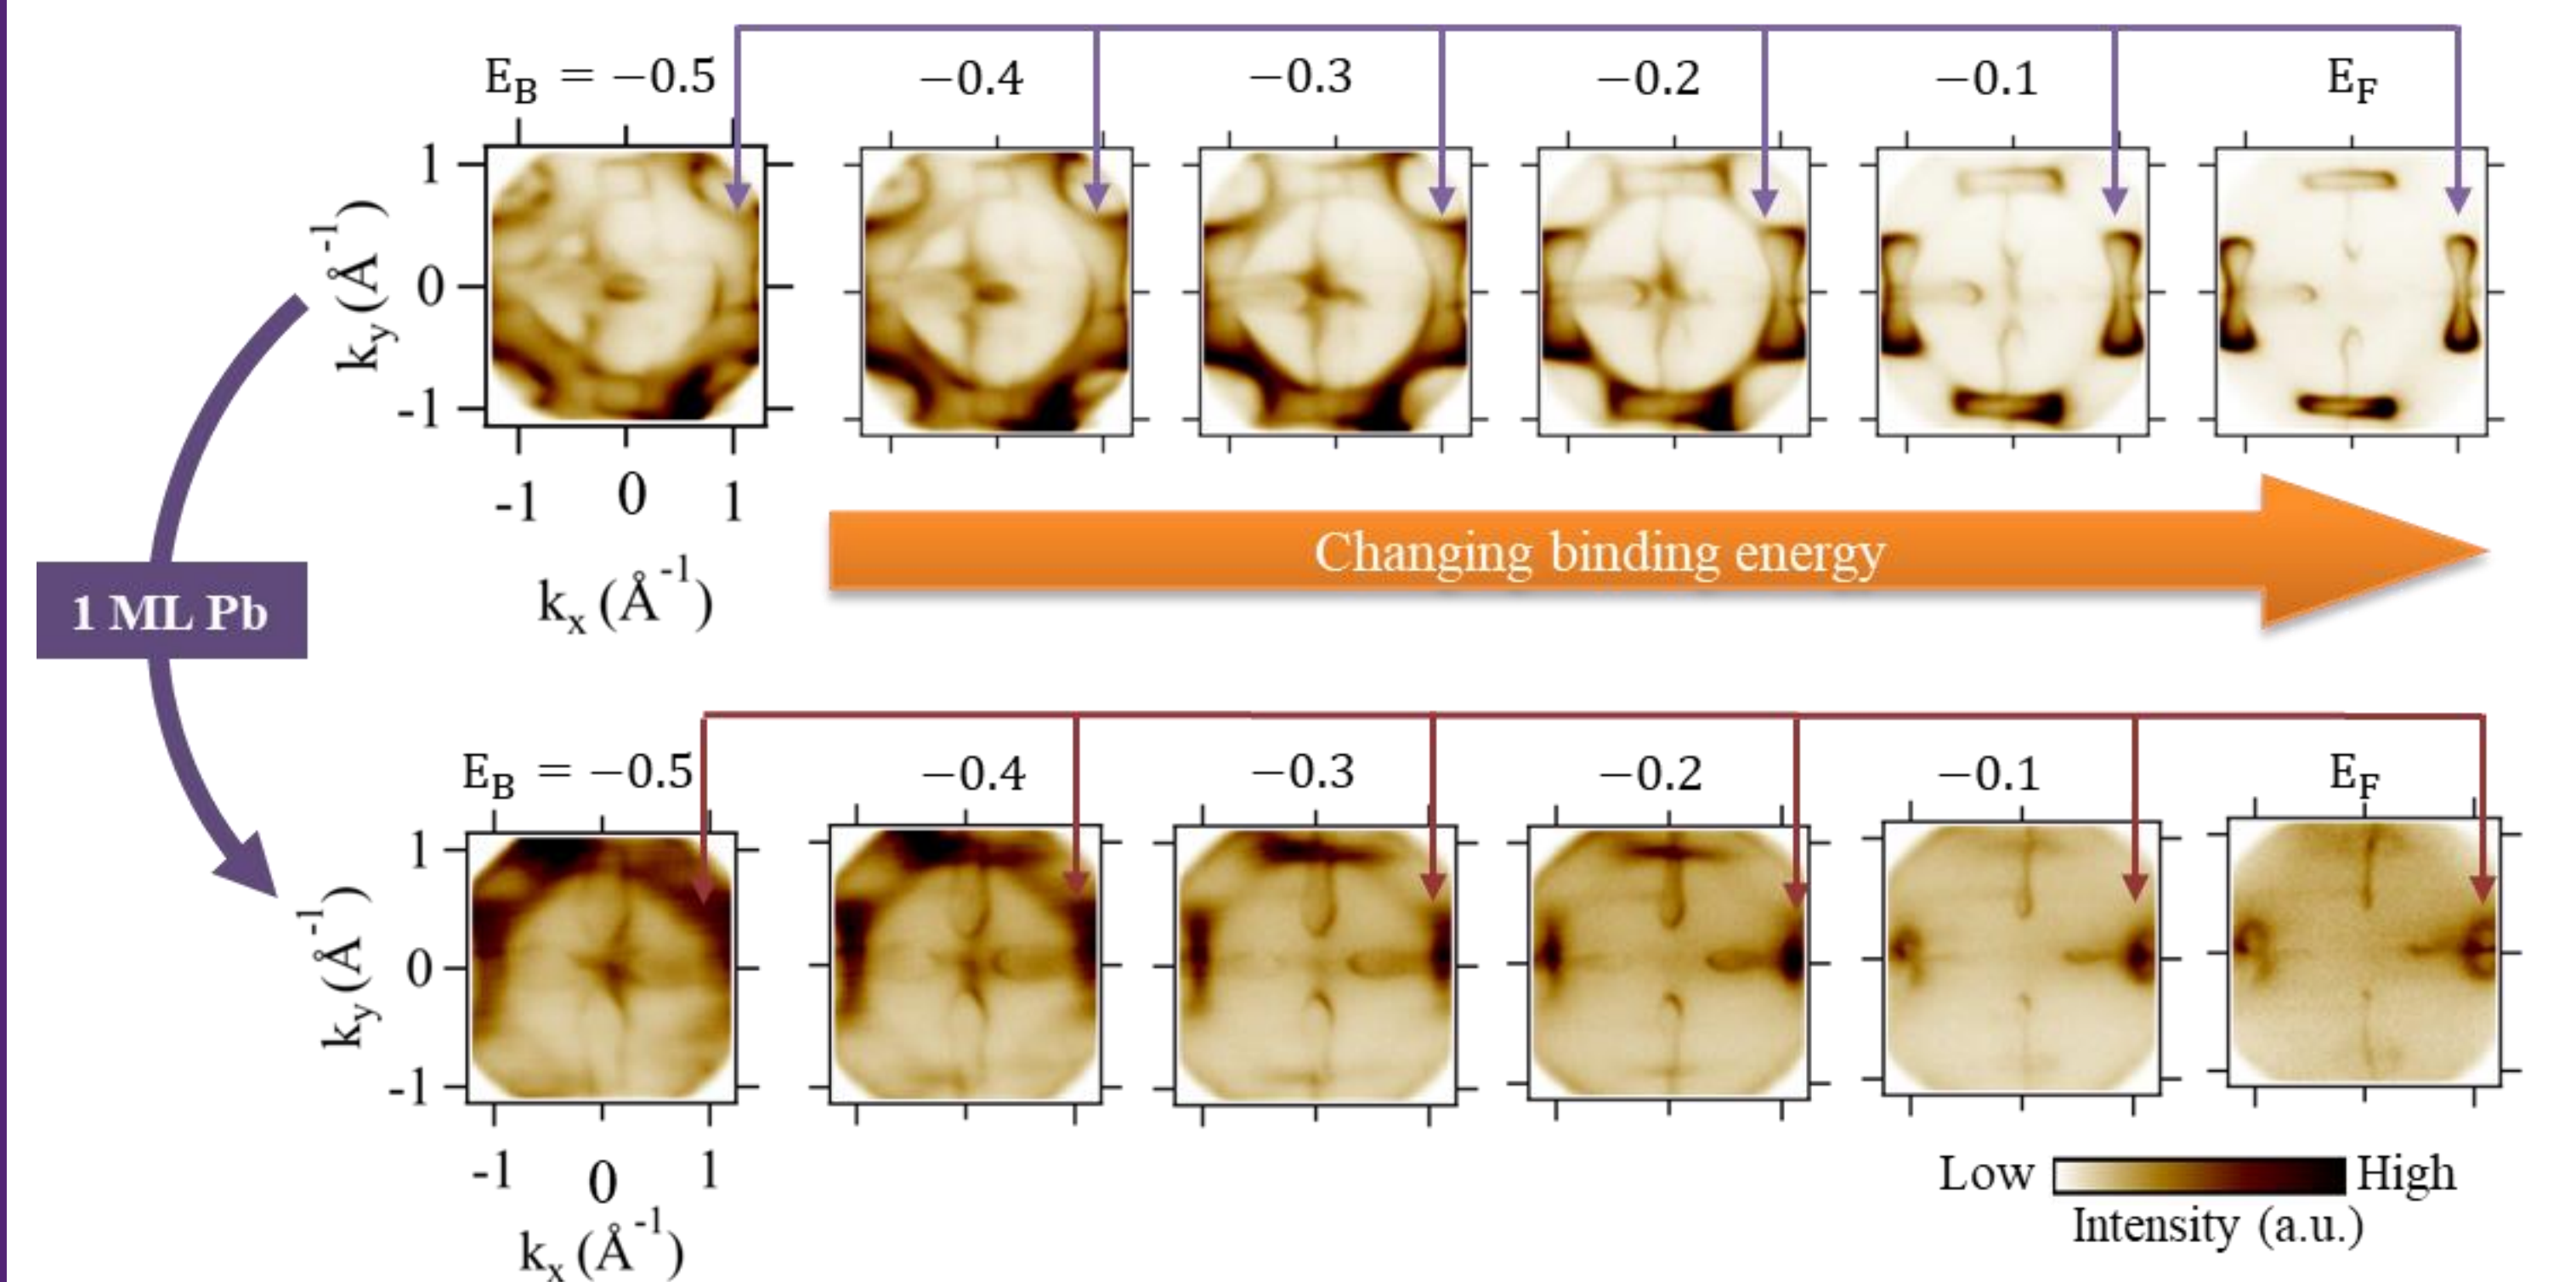 E_B = −0.5
−0.4
−0.3
−0.2
−0.1
E_F
1
0
-1
k_y (Å^-1)
-1 0 1
k_x (Å^-1)
Changing binding energy
1 ML Pb
E_B = −0.5
−0.4
−0.3
−0.2
−0.1
E_F
1
0
-1
k_y (Å^-1)
-1 0 1
k_x (Å^-1)
Low High
Intensity (a.u.)